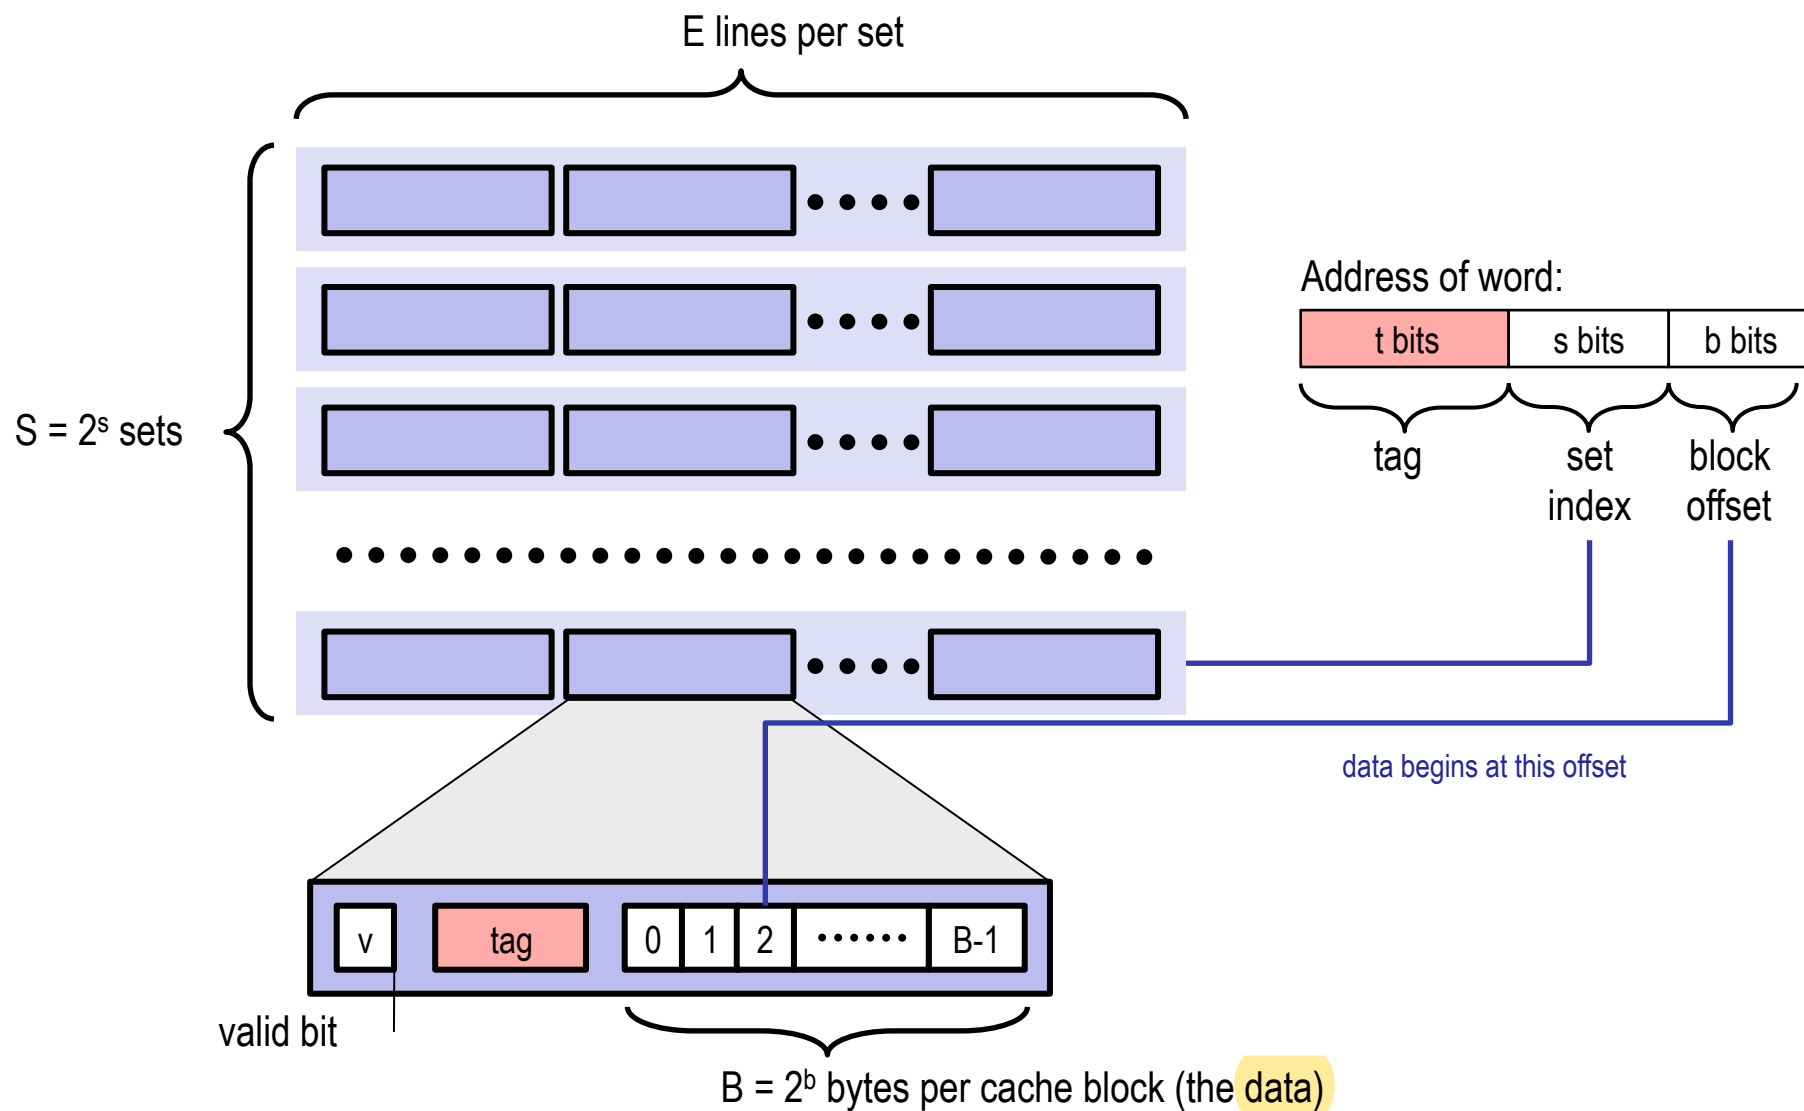 E lines per set
S = 2ˢ sets
Address of word:
t bits s bits b bits
tag set index block offset
data begins at this offset
v tag 0 1 2 ...... B-1
valid bit
B = 2ᵇ bytes per cache block (the data)